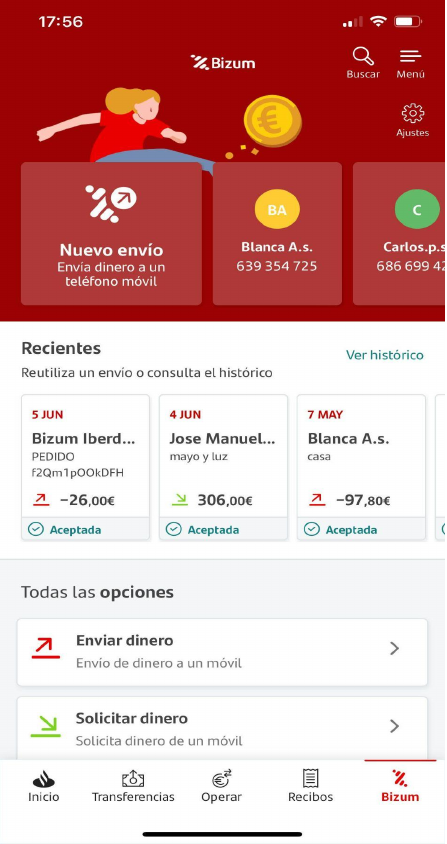 17:56
Bizum
Buscar
Menú
Ajustes
Nuevo envío
Envía dinero a un
teléfono móvil
BA
Blanca A.s.
639 354 725
C
Carlos.p.s
686 699 42
Recientes
Ver histórico
Reutiliza un envío o consulta el histórico
5 JUN
Bizum Iberd...
PEDIDO
f2Qm1pOOkDFH
−26,00€
Aceptada
4 JUN
Jose Manuel...
mayo y luz
306,00€
Aceptada
7 MAY
Blanca A.s.
casa
−97,80€
Aceptada
Todas las opciones
Enviar dinero
Envío de dinero a un móvil
Solicitar dinero
Solicita dinero de un móvil
Inicio
Transferencias
Operar
Recibos
Bizum